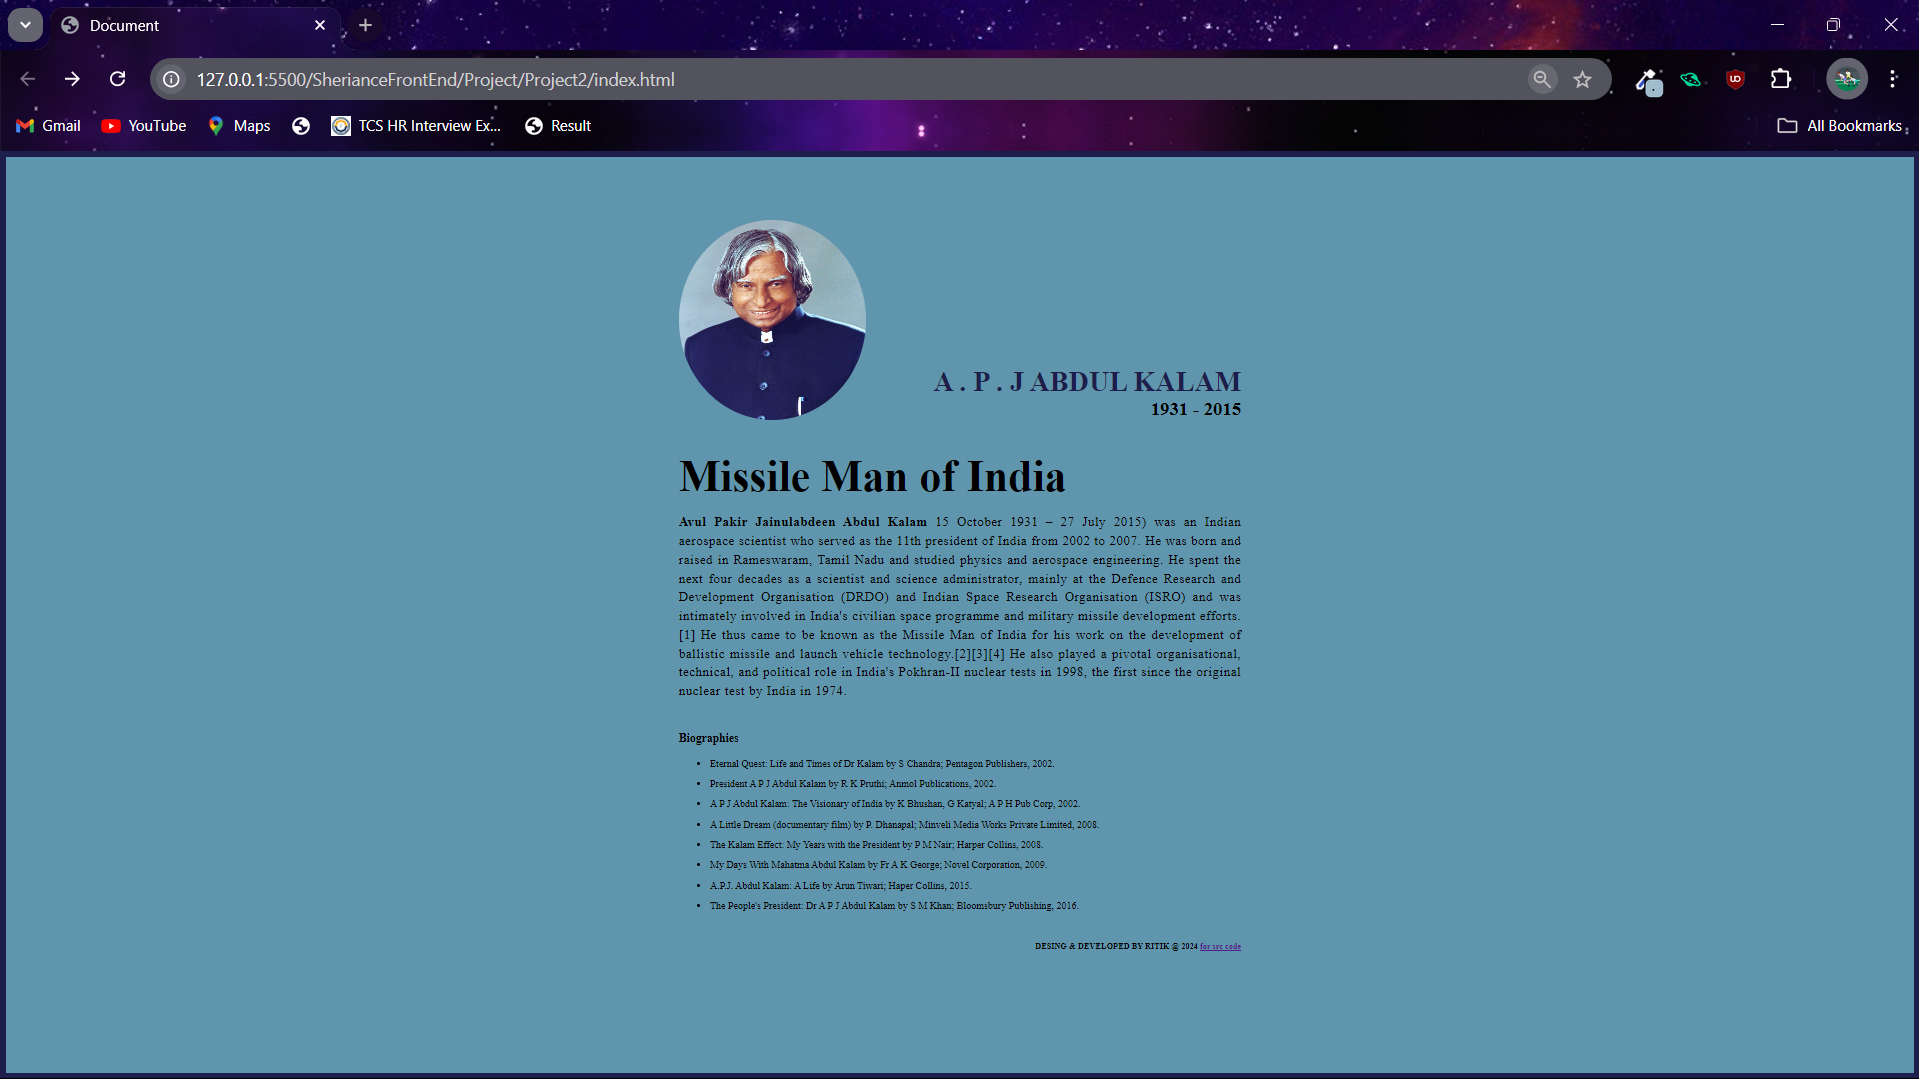 Document
127.0.0.1:5500/SherianceFrontEnd/Project/Project2/index.html
Gmail YouTube Maps TCS HR Interview Ex... Result All Bookmarks
A . P . J ABDUL KALAM
1931 - 2015
Missile Man of India
Avul Pakir Jainulabdeen Abdul Kalam 15 October 1931 – 27 July 2015) was an Indian
aerospace scientist who served as the 11th president of India from 2002 to 2007. He was born and
raised in Rameswaram, Tamil Nadu and studied physics and aerospace engineering. He spent the
next four decades as a scientist and science administrator, mainly at the Defence Research and
Development Organisation (DRDO) and Indian Space Research Organisation (ISRO) and was
intimately involved in India's civilian space programme and military missile development efforts.
[1] He thus came to be known as the Missile Man of India for his work on the development of
ballistic missile and launch vehicle technology.[2][3][4] He also played a pivotal organisational,
technical, and political role in India's Pokhran-II nuclear tests in 1998, the first since the original
nuclear test by India in 1974.
Biographies
• Eternal Quest: Life and Times of Dr Kalam by S Chandra; Pentagon Publishers, 2002.
• President A P J Abdul Kalam by R K Pruthi; Anmol Publications, 2002.
• A P J Abdul Kalam: The Visionary of India by K Bhushan, G Katyal; A P H Pub Corp, 2002.
• A Little Dream (documentary film) by P. Dhanapal; Minveli Media Works Private Limited, 2008.
• The Kalam Effect: My Years with the President by P M Nair; Harper Collins, 2008.
• My Days With Mahatma Abdul Kalam by Fr A K George; Novel Corporation, 2009.
• A.P.J. Abdul Kalam: A Life by Arun Tiwari; Haper Collins, 2015.
• The People's President: Dr A P J Abdul Kalam by S M Khan; Bloomsbury Publishing, 2016.
DESING & DEVELOPED BY RITIK @ 2024 for src code